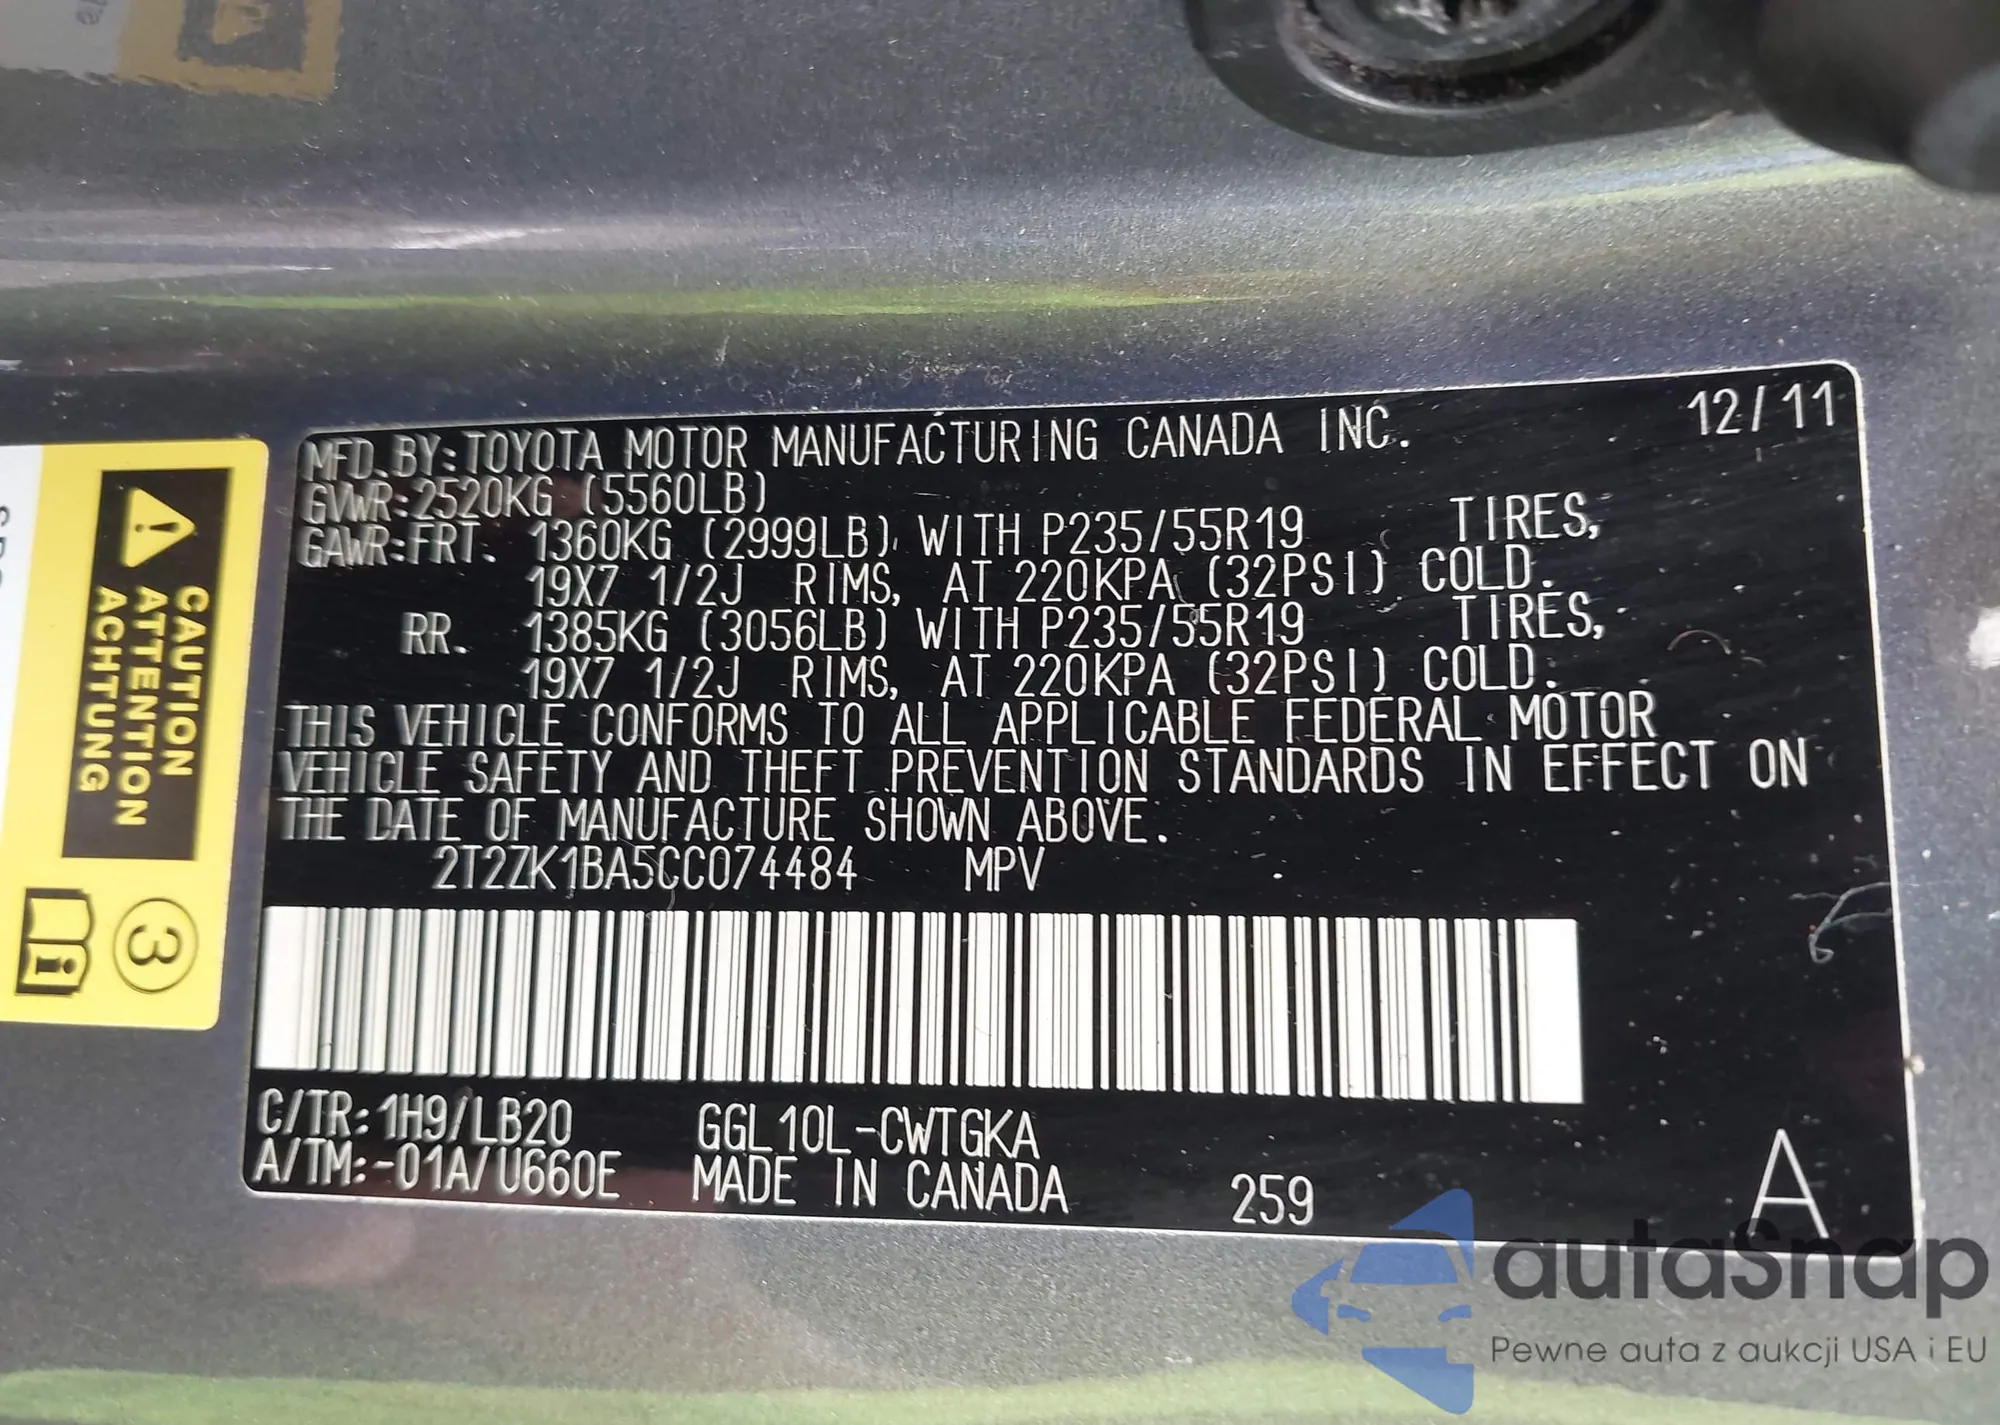 MFD.BY:TOYOTA MOTOR MANUFACTURING CANADA INC. 12/11
GVWR:2520KG (5560LB)
GAWR:FRT. 1360KG (2999LB) WITH P235/55R19 TIRES,
19X7 1/2J RIMS, AT 220KPA (32PSI) COLD.
RR. 1385KG (3056LB) WITH P235/55R19 TIRES,
19X7 1/2J RIMS, AT 220KPA (32PSI) COLD.
THIS VEHICLE CONFORMS TO ALL APPLICABLE FEDERAL MOTOR
VEHICLE SAFETY AND THEFT PREVENTION STANDARDS IN EFFECT ON
THE DATE OF MANUFACTURE SHOWN ABOVE.
2T2ZK1BA5CC074484 MPV
C/TR:1H9/LB20 GGL10L-CWTGKA
A/TM:-01A/U660E MADE IN CANADA 259 A
CAUTION
ATTENTION
ACHTUNG
3
autaSnap
Pewne auta z aukcji USA i EU